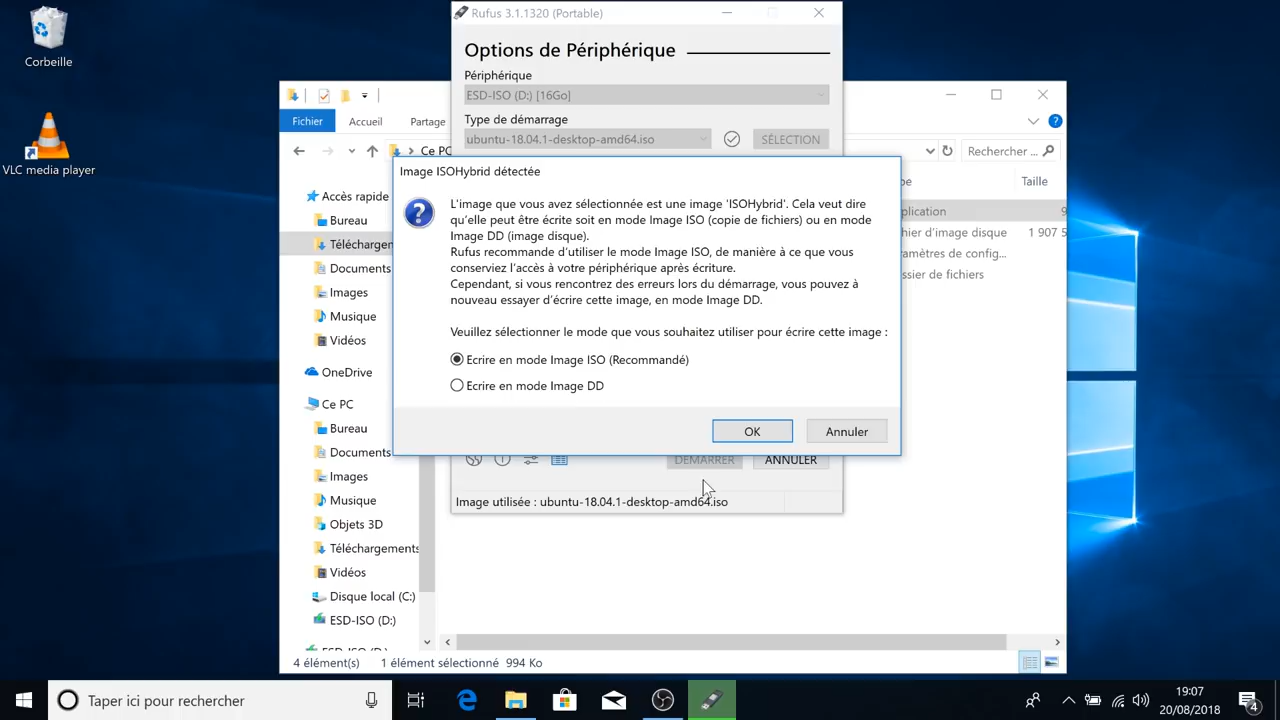 Corbeille
VLC media player
Rufus 3.1.1320 (Portable)
Options de Périphérique
Périphérique
ESD-ISO (D:) [16Go]
Type de démarrage
ubuntu-18.04.1-desktop-amd64.iso
SÉLECTION
Fichier
Accueil
Partage
Ce PC
Rechercher ...
Taille
Image ISOHybrid détectée
L'image que vous avez sélectionnée est une image 'ISOHybrid'. Cela veut dire
qu'elle peut être écrite soit en mode Image ISO (copie de fichiers) ou en mode
Image DD (image disque).
Rufus recommande d'utiliser le mode Image ISO, de manière à ce que vous
conserviez l'accès à votre périphérique après écriture.
Cependant, si vous rencontrez des erreurs lors du démarrage, vous pouvez à
nouveau essayer d'écrire cette image, en mode Image DD.
Veuillez sélectionner le mode que vous souhaitez utiliser pour écrire cette image :
Ecrire en mode Image ISO (Recommandé)
Ecrire en mode Image DD
OK
Annuler
Accès rapide
Bureau
Téléchargen
Documents
Images
Musique
Vidéos
OneDrive
Ce PC
Bureau
Documents
Images
Musique
Objets 3D
Téléchargements
Vidéos
Disque local (C:)
ESD-ISO (D:)
pe
plication
9
hier d'image disque
1 907 5
ramètres de config...
ssier de fichiers
DÉMARRER
ANNULER
Image utilisée : ubuntu-18.04.1-desktop-amd64.iso
4 élément(s)
1 élément sélectionné 994 Ko
Taper ici pour rechercher
19:07
20/08/2018
4